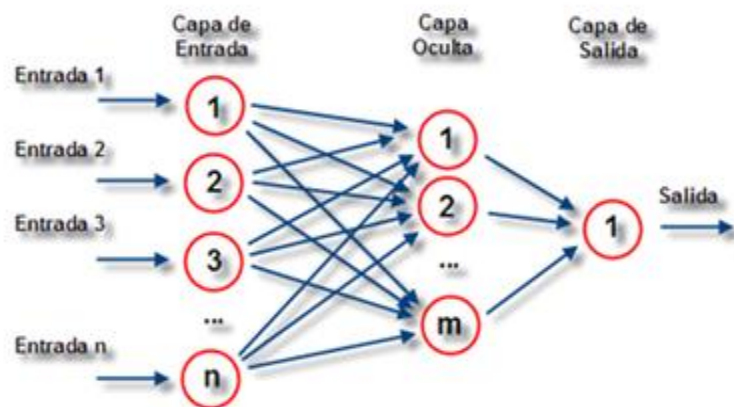 Capa de
Entrada
Capa
Oculta
Capa de
Salida
Entrada 1
1
Entrada 2
2
Entrada 3
3
...
Entrada n
n
1
2
...
m
1
Salida